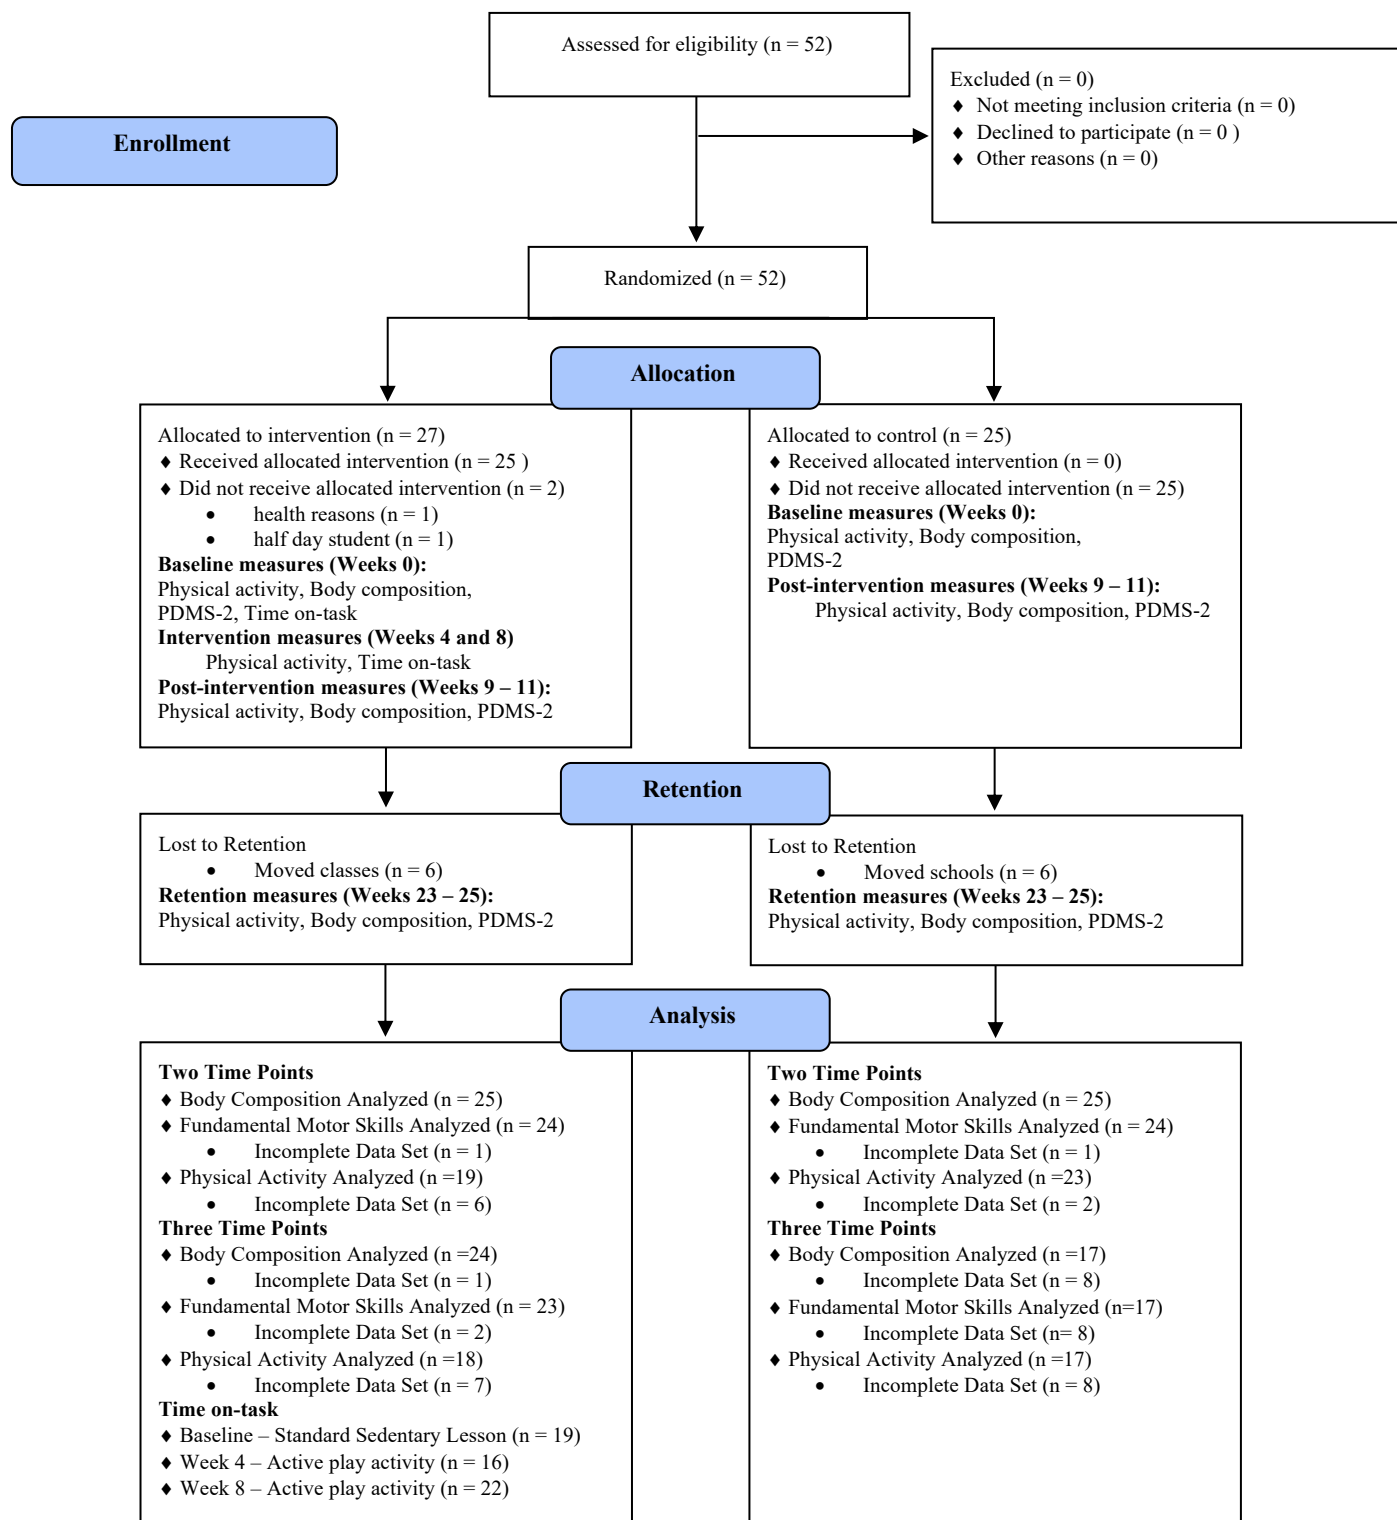 Assessed for eligibility (n = 52)
Excluded (n = 0)
♦ Not meeting inclusion criteria (n = 0)
♦ Declined to participate (n = 0 )
♦ Other reasons (n = 0)
Enrollment
Randomized (n = 52)
Allocation
Allocated to intervention (n = 27)
♦ Received allocated intervention (n = 25 )
♦ Did not receive allocated intervention (n = 2)
• health reasons (n = 1)
• half day student (n = 1)
Baseline measures (Weeks 0):
Physical activity, Body composition,
PDMS-2, Time on-task
Intervention measures (Weeks 4 and 8)
Physical activity, Time on-task
Post-intervention measures (Weeks 9 – 11):
Physical activity, Body composition, PDMS-2
Allocated to control (n = 25)
♦ Received allocated intervention (n = 0)
♦ Did not receive allocated intervention (n = 25)
Baseline measures (Weeks 0):
Physical activity, Body composition,
PDMS-2
Post-intervention measures (Weeks 9 – 11):
Physical activity, Body composition, PDMS-2
Retention
Lost to Retention
• Moved classes (n = 6)
Retention measures (Weeks 23 – 25):
Physical activity, Body composition, PDMS-2
Lost to Retention
• Moved schools (n = 6)
Retention measures (Weeks 23 – 25):
Physical activity, Body composition, PDMS-2
Analysis
Two Time Points
♦ Body Composition Analyzed (n = 25)
♦ Fundamental Motor Skills Analyzed (n = 24)
• Incomplete Data Set (n = 1)
♦ Physical Activity Analyzed (n =19)
• Incomplete Data Set (n = 6)
Three Time Points
♦ Body Composition Analyzed (n =24)
• Incomplete Data Set (n = 1)
♦ Fundamental Motor Skills Analyzed (n = 23)
• Incomplete Data Set (n = 2)
♦ Physical Activity Analyzed (n =18)
• Incomplete Data Set (n = 7)
Time on-task
♦ Baseline – Standard Sedentary Lesson (n = 19)
♦ Week 4 – Active play activity (n = 16)
♦ Week 8 – Active play activity (n = 22)
Two Time Points
♦ Body Composition Analyzed (n = 25)
♦ Fundamental Motor Skills Analyzed (n = 24)
• Incomplete Data Set (n = 1)
♦ Physical Activity Analyzed (n =23)
• Incomplete Data Set (n = 2)
Three Time Points
♦ Body Composition Analyzed (n =17)
• Incomplete Data Set (n = 8)
♦ Fundamental Motor Skills Analyzed (n=17)
• Incomplete Data Set (n= 8)
♦ Physical Activity Analyzed (n =17)
• Incomplete Data Set (n = 8)